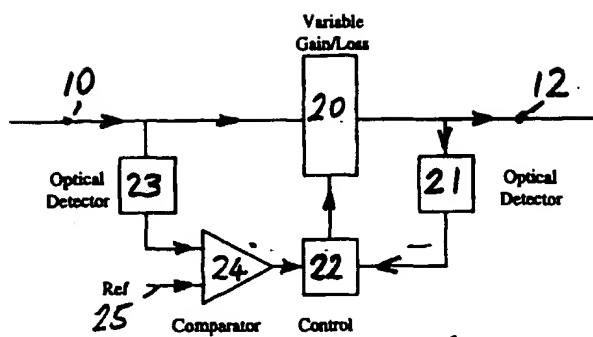 Variable
Gain/Loss
10
20
12
Optical
Detector
23
21
Optical
Detector
24
22
Ref
25
Comparator
Control